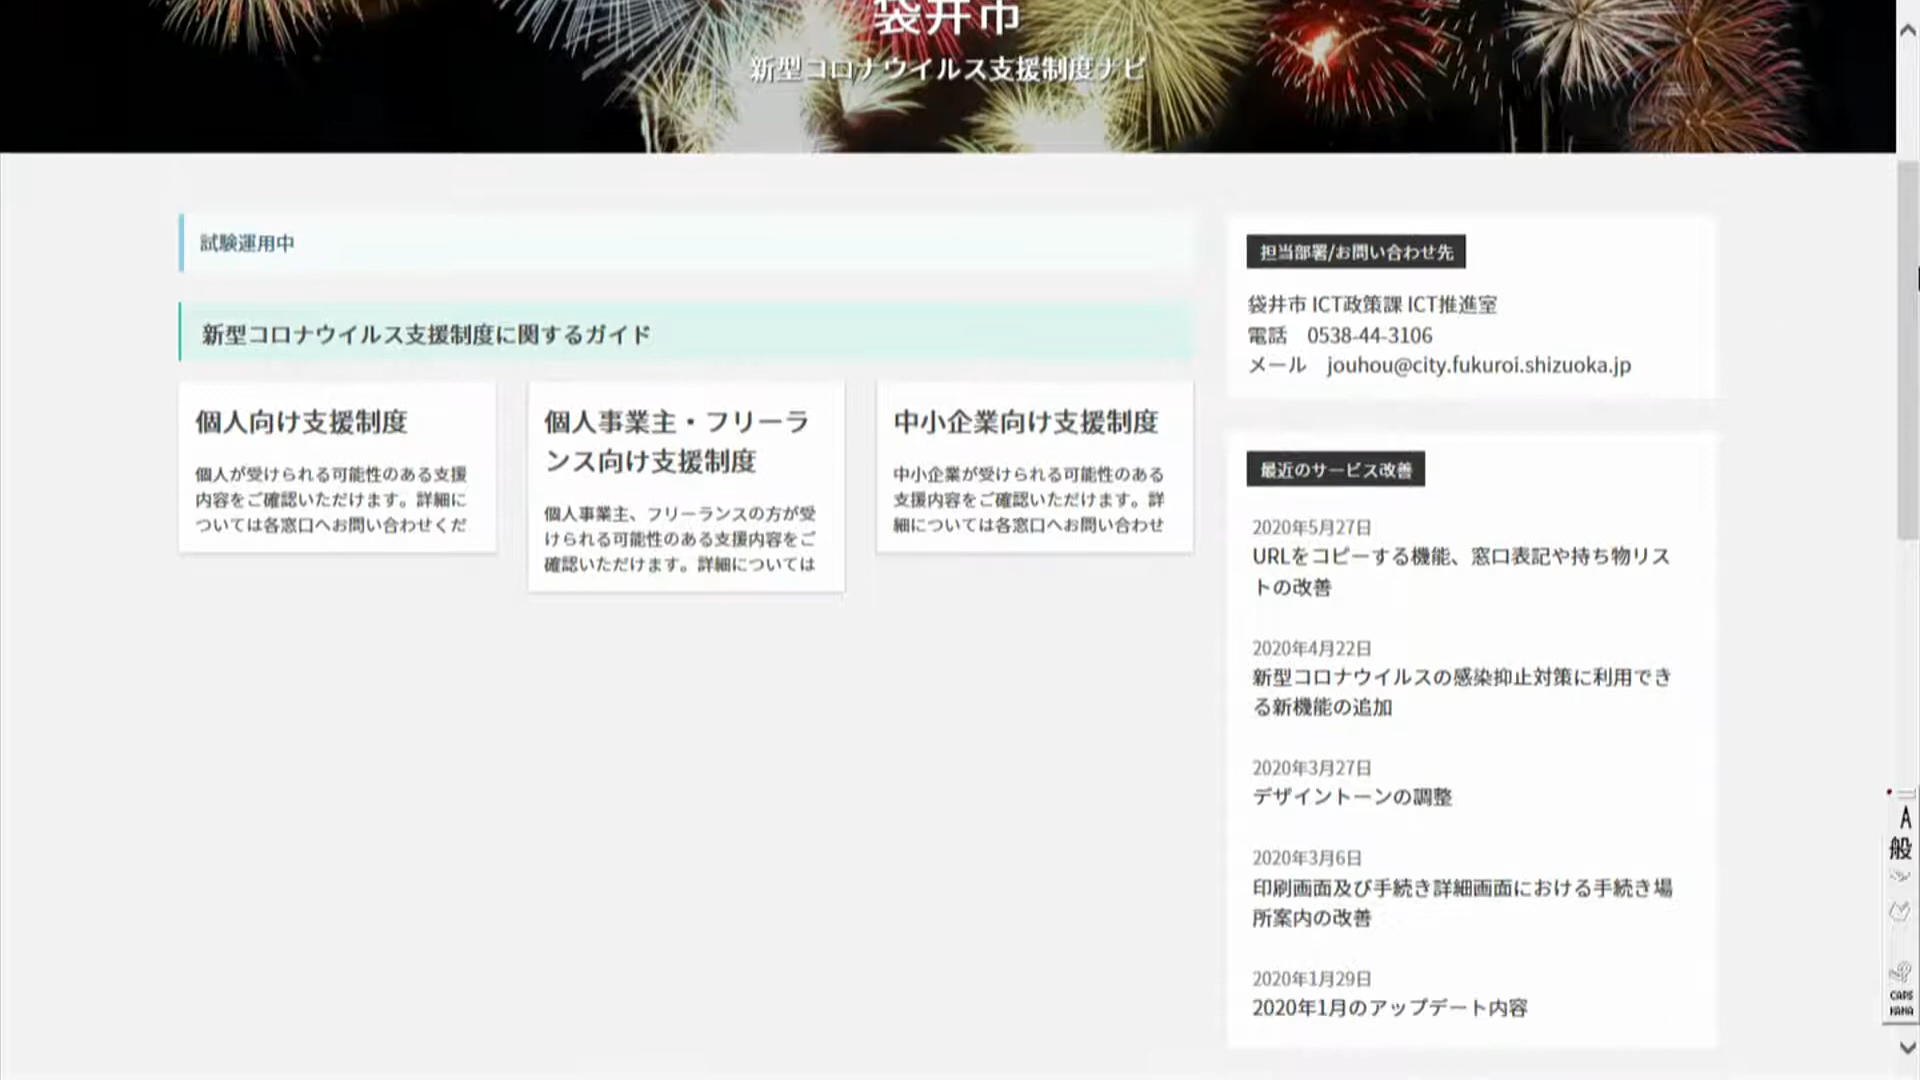 袋井市
新型コロナウイルス支援制度ナビ
試験運用中
新型コロナウイルス支援制度に関するガイド
個人向け支援制度
個人が受けられる可能性のある支援
内容をご確認いただけます。詳細に
ついては各窓口へお問い合わせくだ
個人事業主・フリーラ
ンス向け支援制度
個人事業主、フリーランスの方が受
けられる可能性のある支援内容をご
確認いただけます。詳細については
中小企業向け支援制度
中小企業が受けられる可能性のある
支援内容をご確認いただけます。詳
細については各窓口へお問い合わせ
担当部署/お問い合わせ先
袋井市 ICT政策課 ICT推進室
電話　0538-44-3106
メール　jouhou@city.fukuroi.shizuoka.jp
最近のサービス改善
2020年5月27日
URLをコピーする機能、窓口表記や持ち物リス
トの改善
2020年4月22日
新型コロナウイルスの感染抑止対策に利用でき
る新機能の追加
2020年3月27日
デザイントーンの調整
2020年3月6日
印刷画面及び手続き詳細画面における手続き場
所案内の改善
2020年1月29日
2020年1月のアップデート内容
A
般
CAPS
KANA